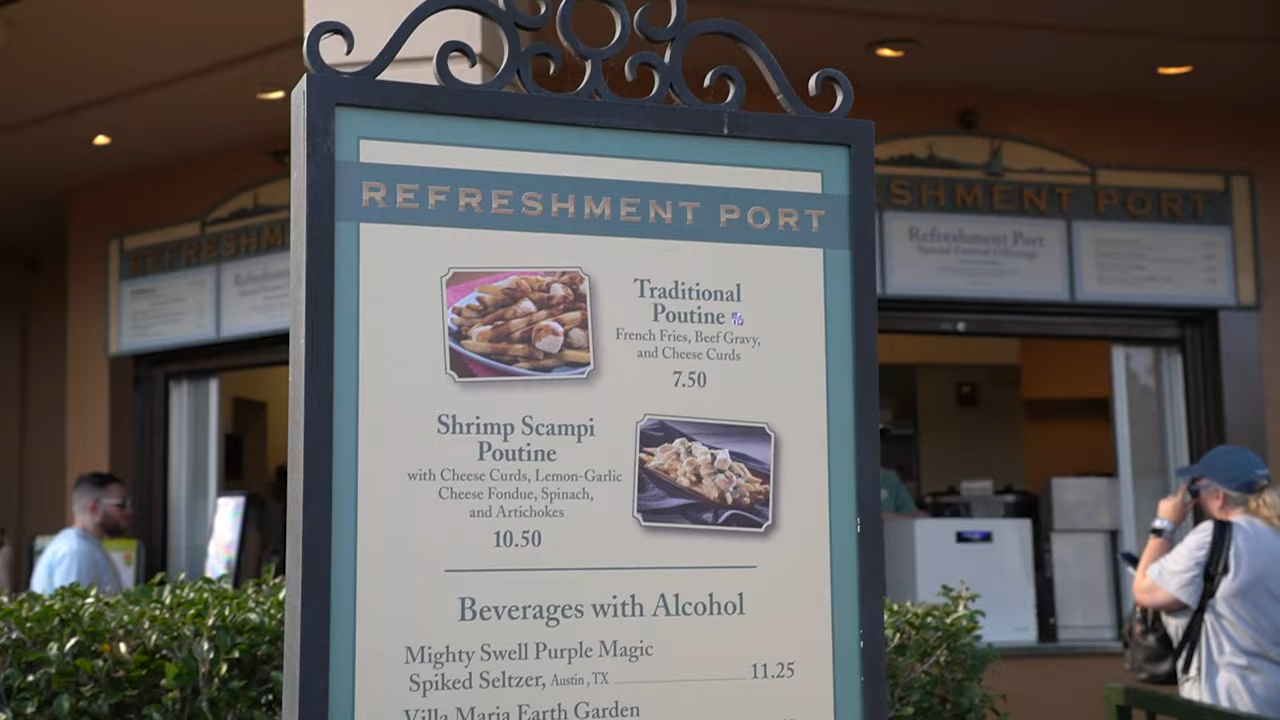 REFRESHMENT PORT
Traditional
Poutine
French Fries, Beef Gravy,
and Cheese Curds
7.50
Shrimp Scampi
Poutine
with Cheese Curds, Lemon-Garlic
Cheese Fondue, Spinach,
and Artichokes
10.50
Beverages with Alcohol
Mighty Swell Purple Magic
Spiked Seltzer, Austin, TX 11.25
Villa Maria Earth Garden
REFRESHM
SHMENT PORT
Refreshment Port